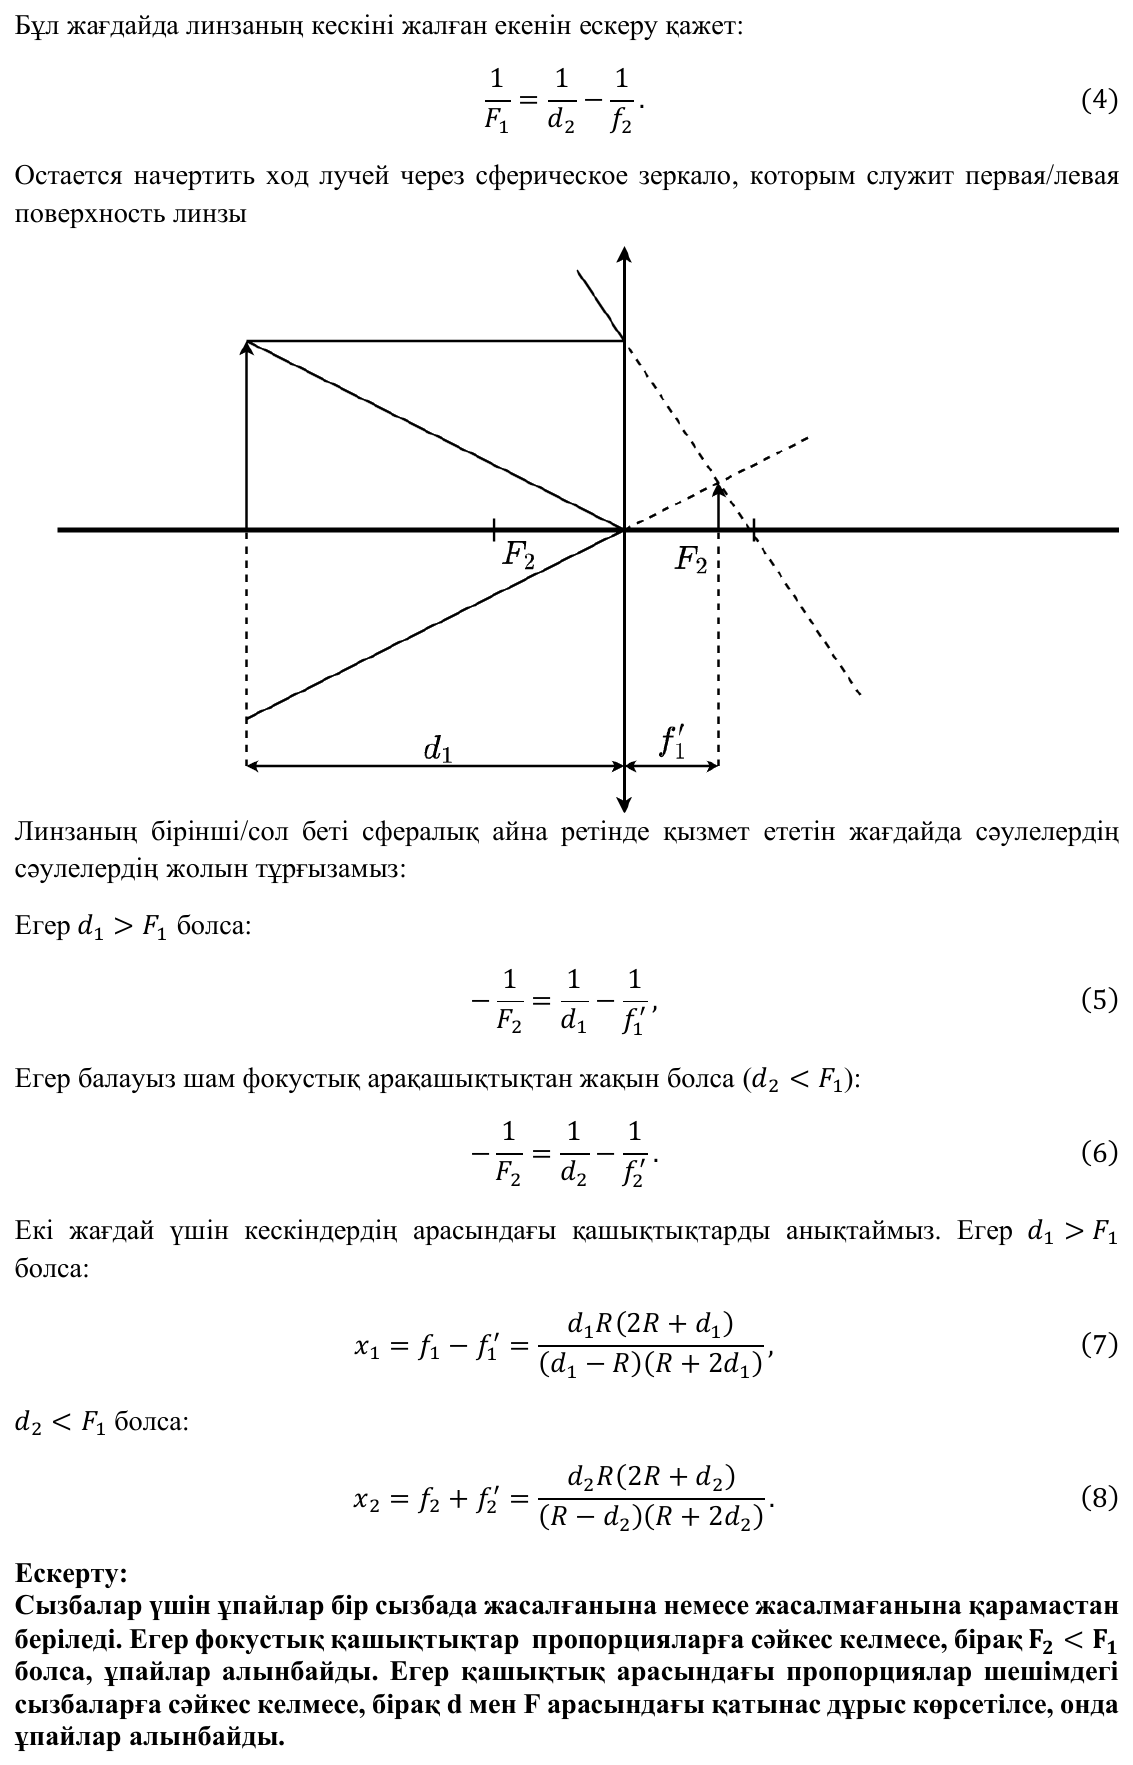 Бұл жағдайда линзаның кескіні жалған екенін ескеру қажет:
1/F₁ = 1/d₂ − 1/f₂. (4)
Остается начертить ход лучей через сферическое зеркало, которым служит первая/левая
поверхность линзы
F₂ F₂
d₁ f₁′
Линзаның бірінші/сол беті сфералық айна ретінде қызмет ететін жағдайда сәулелердің
сәулелердің жолын тұрғызамыз:
Егер d₁ > F₁ болса:
− 1/F₂ = 1/d₁ − 1/f₁′, (5)
Егер балауыз шам фокустық арақашықтықтан жақын болса (d₂ < F₁):
− 1/F₂ = 1/d₂ − 1/f₂′. (6)
Екі жағдай үшін кескіндердің арасындағы қашықтықтарды анықтаймыз. Егер d₁ > F₁
болса:
x₁ = f₁ − f₁′ = d₁R(2R + d₁)/((d₁ − R)(R + 2d₁)), (7)
d₂ < F₁ болса:
x₂ = f₂ + f₂′ = d₂R(2R + d₂)/((R − d₂)(R + 2d₂)). (8)
Ескерту:
Сызбалар үшін ұпайлар бір сызбада жасалғанына немесе жасалмағанына қарамастан
беріледі. Егер фокустық қашықтықтар пропорцияларға сәйкес келмесе, бірақ F₂ < F₁
болса, ұпайлар алынбайды. Егер қашықтық арасындағы пропорциялар шешімдегі
сызбаларға сәйкес келмесе, бірақ d мен F арасындағы қатынас дұрыс көрсетілсе, онда
ұпайлар алынбайды.